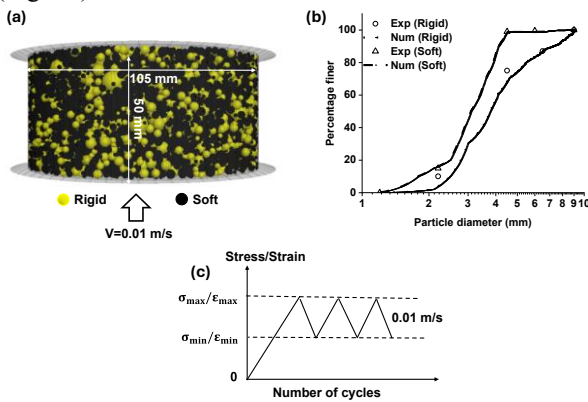 (a)
105 mm
50 mm
Rigid
Soft
V=0.01 m/s
(b)
Percentage finer
100
80
60
40
20
0
Exp (Rigid)
Num (Rigid)
Exp (Soft)
Num (Soft)
1 2 3 4 5 6 7 8 9 10
Particle diameter (mm)
(c)
Stress/Strain
σmax/εmax
0.01 m/s
σmin/εmin
0
Number of cycles